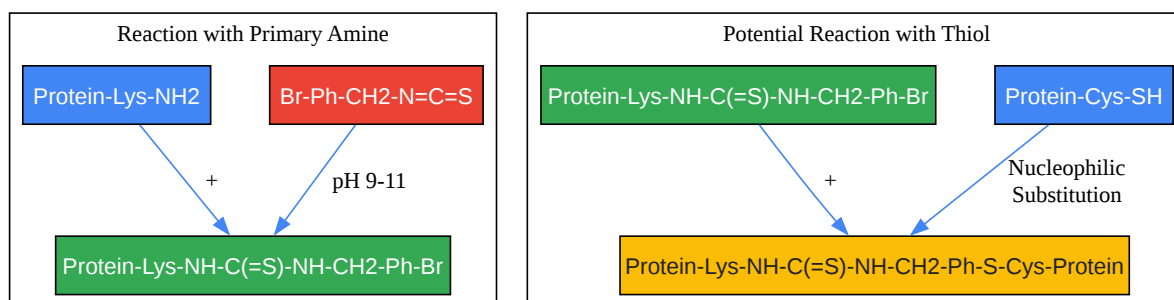 Reaction with Primary Amine
Protein-Lys-NH2
Br-Ph-CH2-N=C=S
+
pH 9-11
Protein-Lys-NH-C(=S)-NH-CH2-Ph-Br
Potential Reaction with Thiol
Protein-Lys-NH-C(=S)-NH-CH2-Ph-Br
Protein-Cys-SH
+
Nucleophilic
Substitution
Protein-Lys-NH-C(=S)-NH-CH2-Ph-S-Cys-Protein